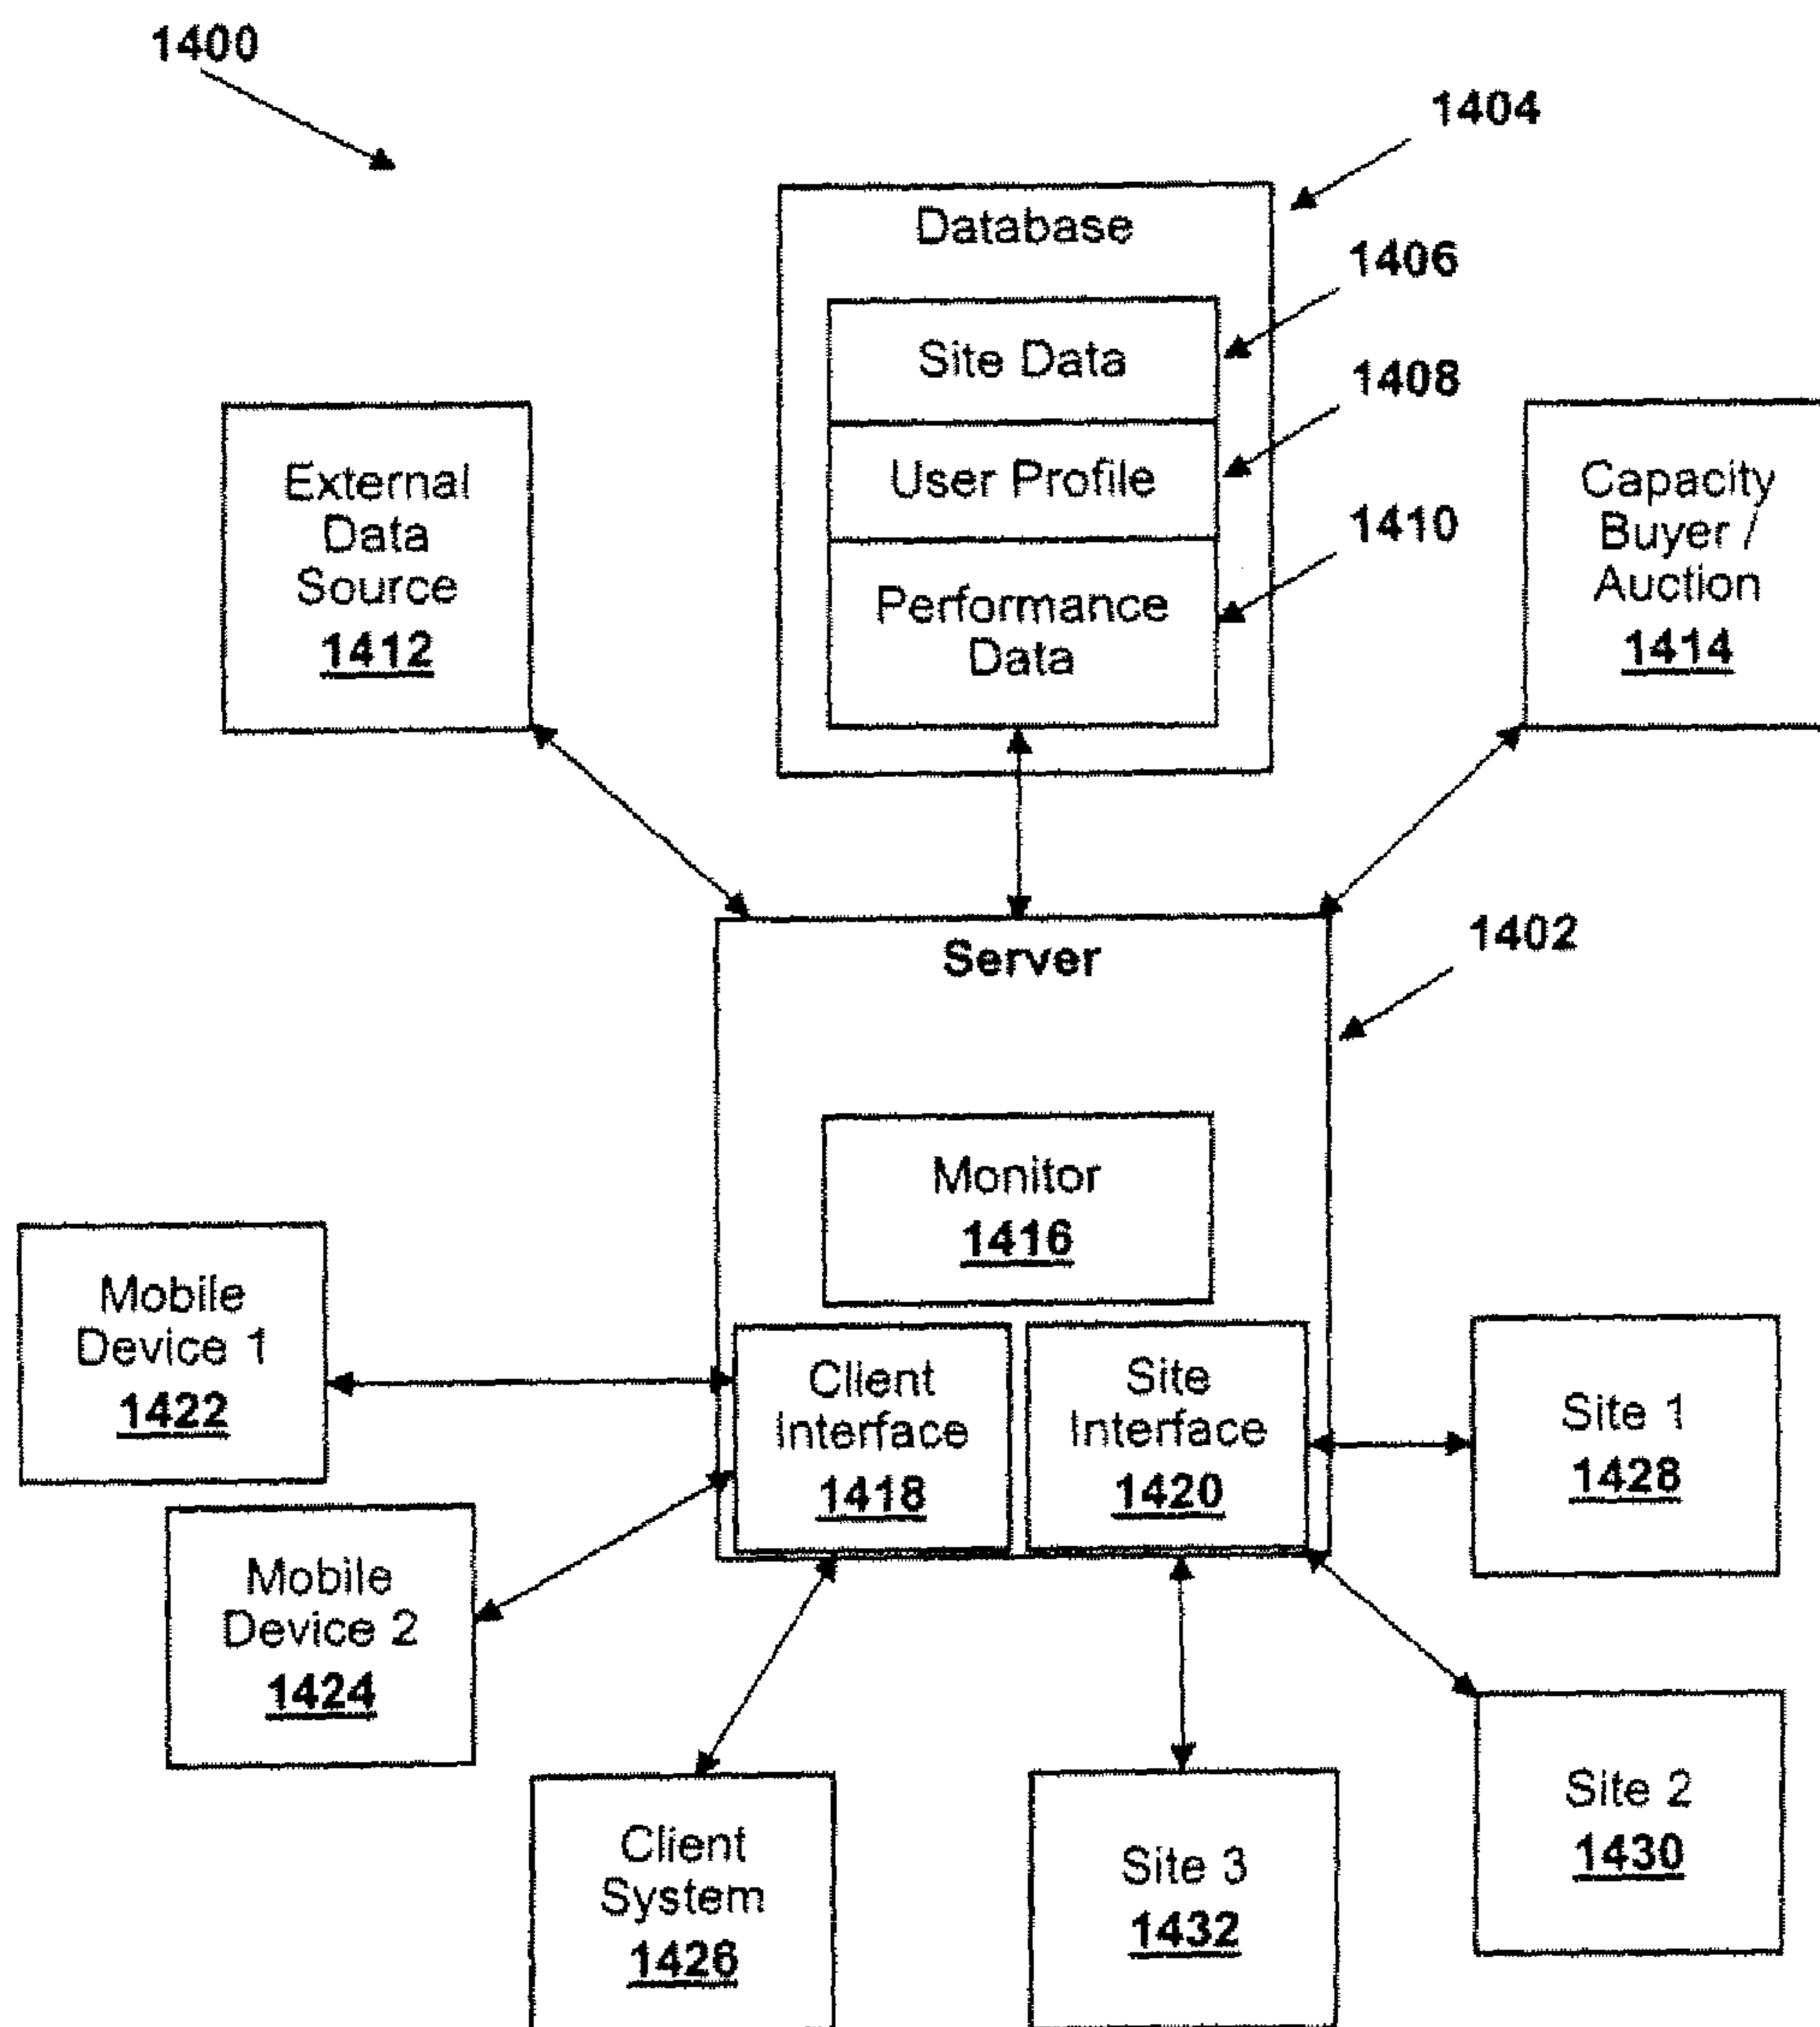 1400
1404
Database
1406
Site Data
1408
User Profile
1410
Performance
Data
External
Data
Source
1412
Capacity
Buyer /
Auction
1414
1402
Server
Monitor
1416
Mobile
Device 1
1422
Client
Interface
1418
Site
Interface
1420
Site 1
1428
Mobile
Device 2
1424
Client
System
1426
Site 3
1432
Site 2
1430